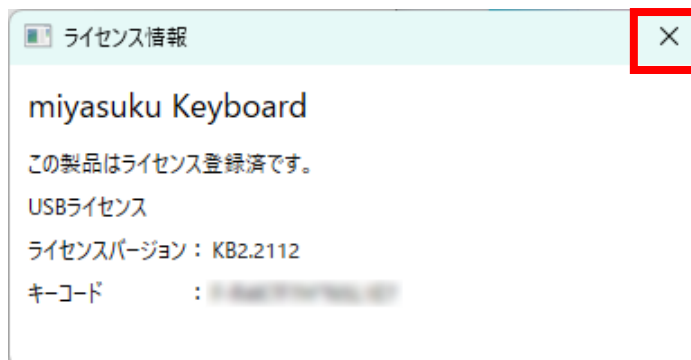 ライセンス情報
miyasuku Keyboard
この製品はライセンス登録済です。
USBライセンス
ライセンスバージョン： KB2.2112
キーコード　　　　：